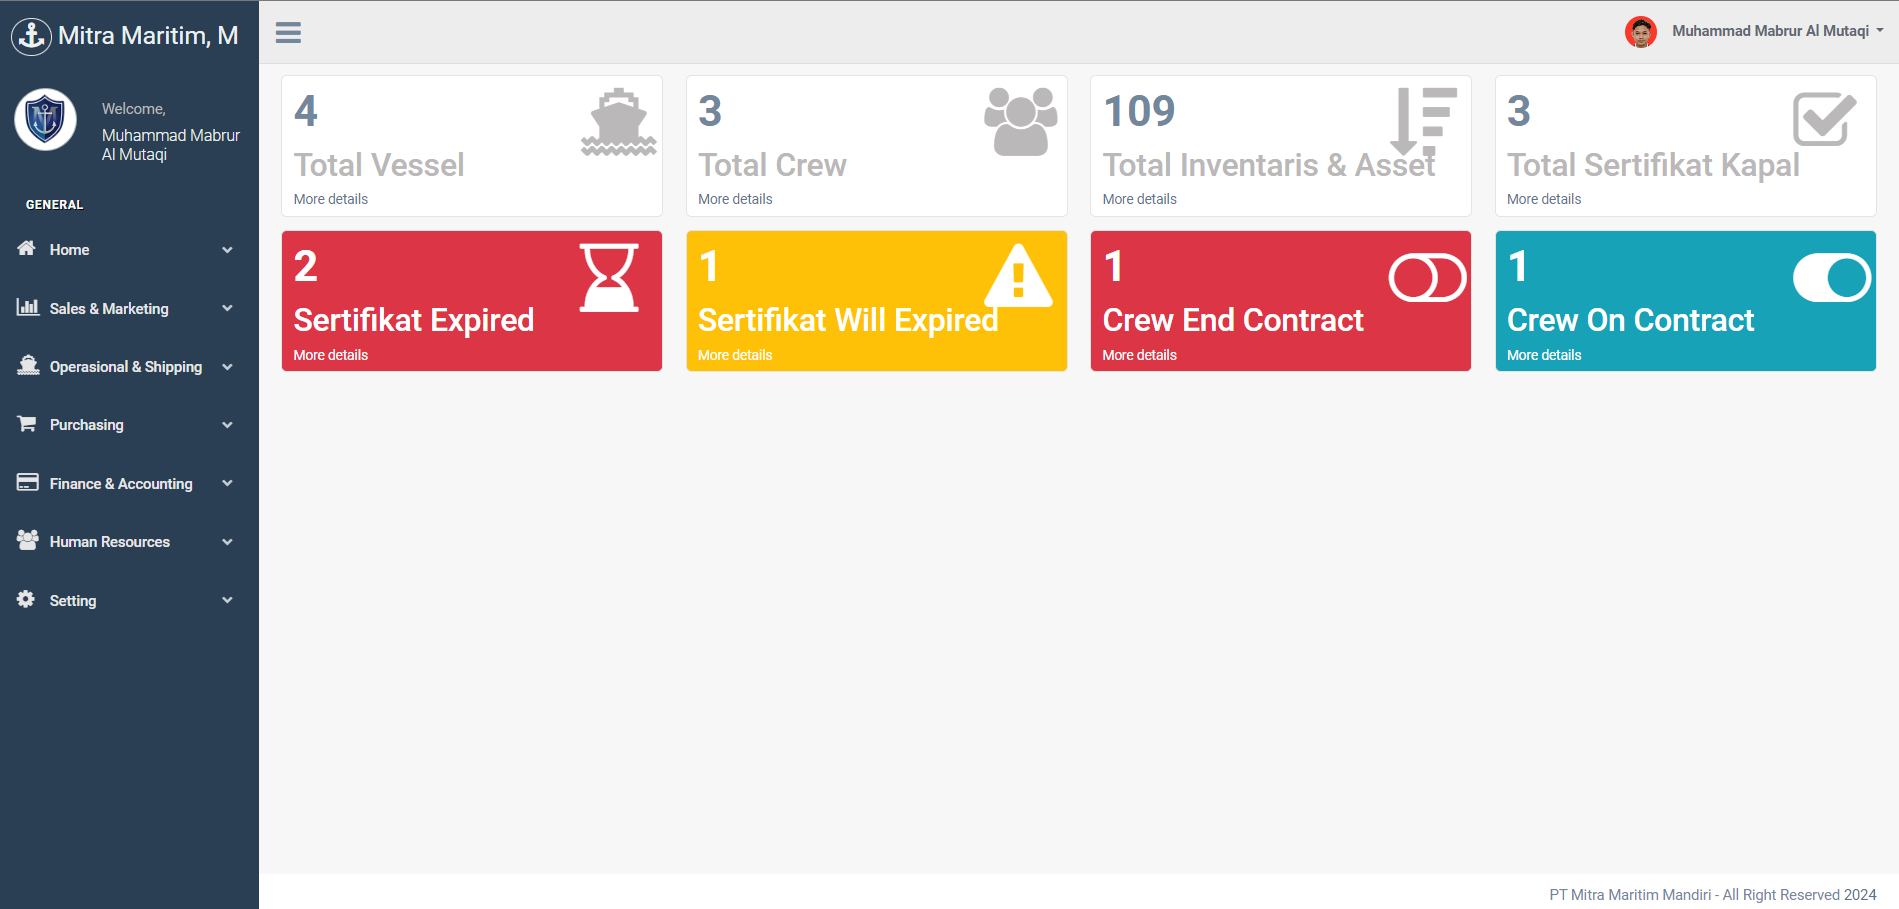 Mitra Maritim, M
Welcome,
Muhammad Mabrur
Al Mutaqi
GENERAL
Home
Sales & Marketing
Operasional & Shipping
Purchasing
Finance & Accounting
Human Resources
Setting
Muhammad Mabrur Al Mutaqi
4
Total Vessel
More details
3
Total Crew
More details
109
Total Inventaris & Asset
More details
3
Total Sertifikat Kapal
More details
2
Sertifikat Expired
More details
1
Sertifikat Will Expired
More details
1
Crew End Contract
More details
1
Crew On Contract
More details
PT Mitra Maritim Mandiri - All Right Reserved 2024